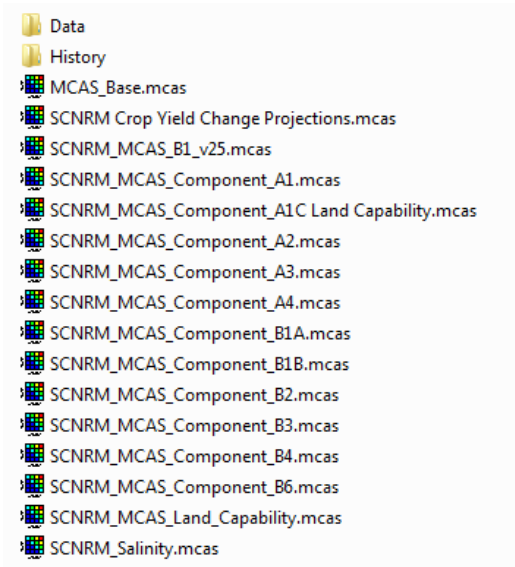 Data
History
MCAS_Base.mcas
SCNRM Crop Yield Change Projections.mcas
SCNRM_MCAS_B1_v25.mcas
SCNRM_MCAS_Component_A1.mcas
SCNRM_MCAS_Component_A1C Land Capability.mcas
SCNRM_MCAS_Component_A2.mcas
SCNRM_MCAS_Component_A3.mcas
SCNRM_MCAS_Component_A4.mcas
SCNRM_MCAS_Component_B1A.mcas
SCNRM_MCAS_Component_B1B.mcas
SCNRM_MCAS_Component_B2.mcas
SCNRM_MCAS_Component_B3.mcas
SCNRM_MCAS_Component_B4.mcas
SCNRM_MCAS_Component_B6.mcas
SCNRM_MCAS_Land_Capability.mcas
SCNRM_Salinity.mcas